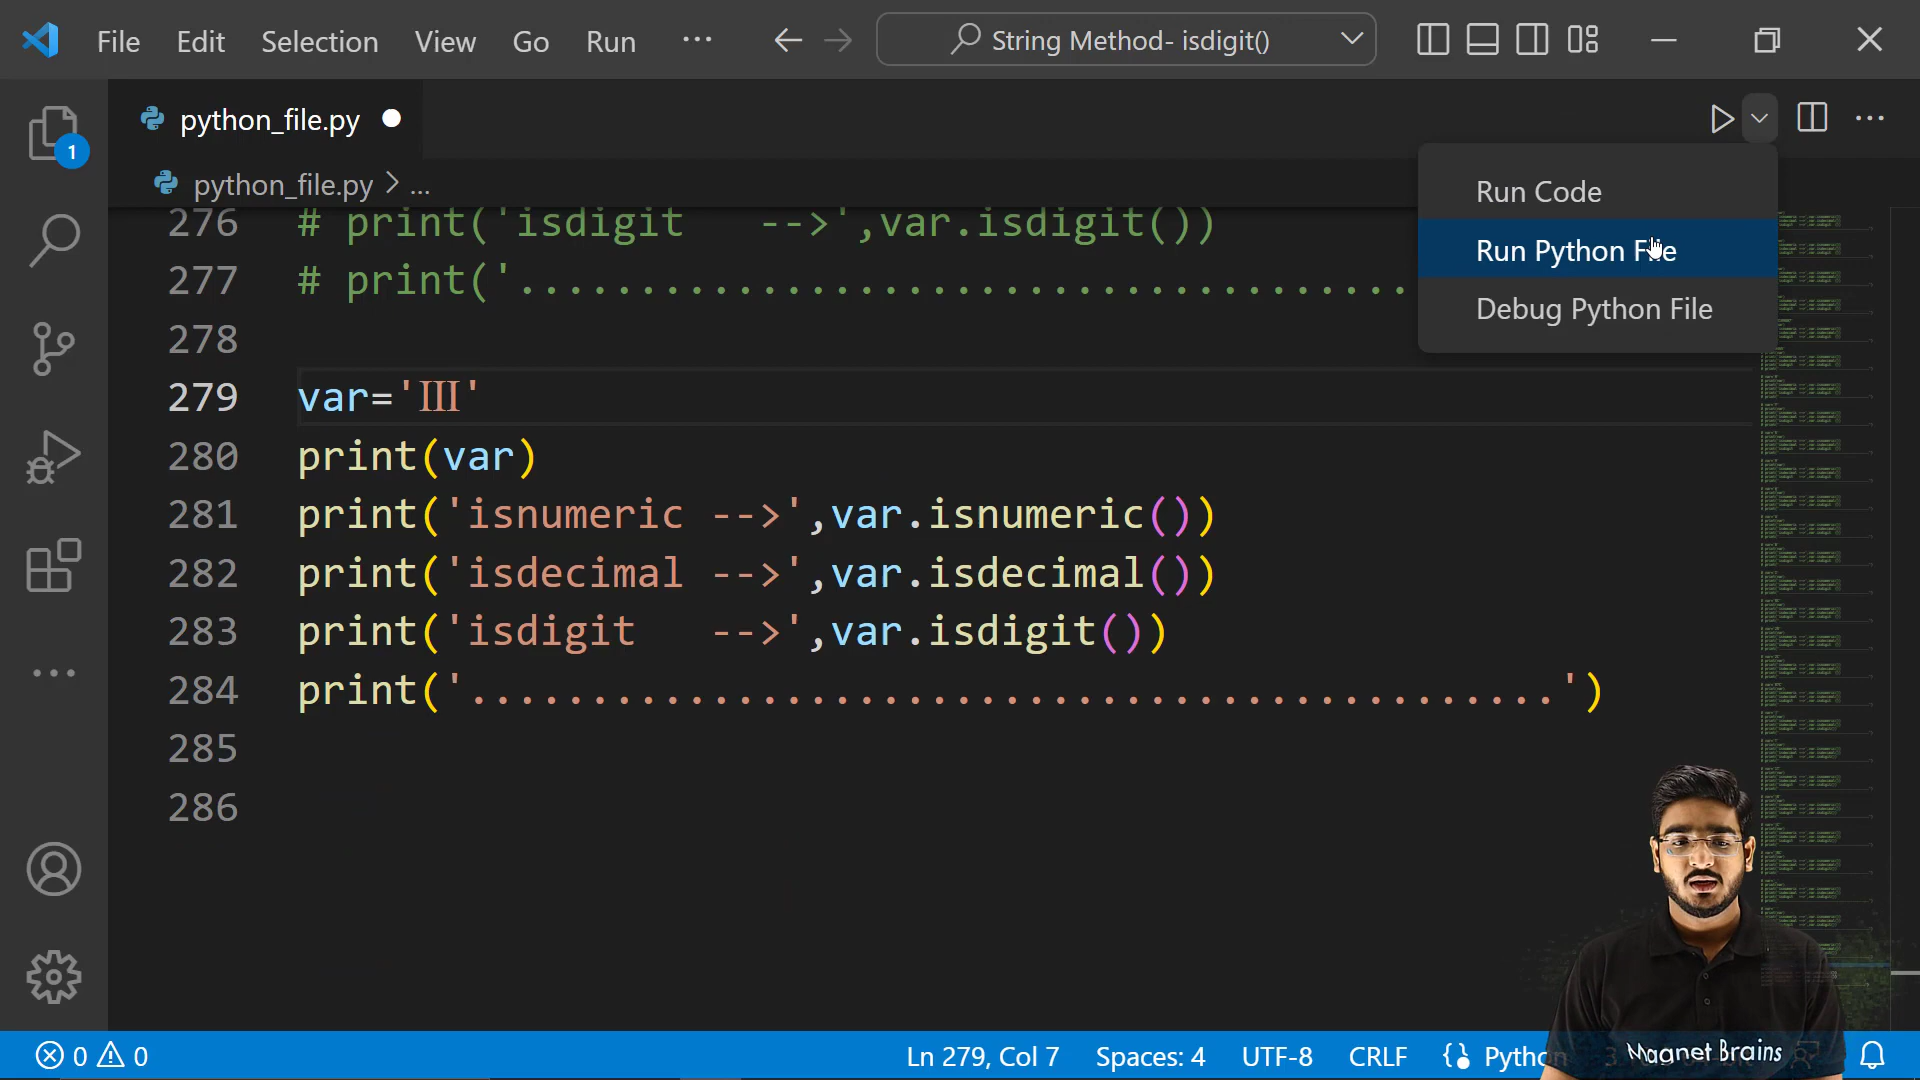 File Edit Selection View Go Run ... String Method- isdigit()
python_file.py
1
python_file.py > ...
Run Code
Run Python File
Debug Python File
276 # print('isdigit   -->',var.isdigit())
277 # print('.....................................
278
279 var='Ⅲ'
280 print(var)
281 print('isnumeric -->',var.isnumeric())
282 print('isdecimal -->',var.isdecimal())
283 print('isdigit   -->',var.isdigit())
284 print('.............................................')
285
286
0 0 Ln 279, Col 7 Spaces: 4 UTF-8 CRLF Python
Magnet Brains